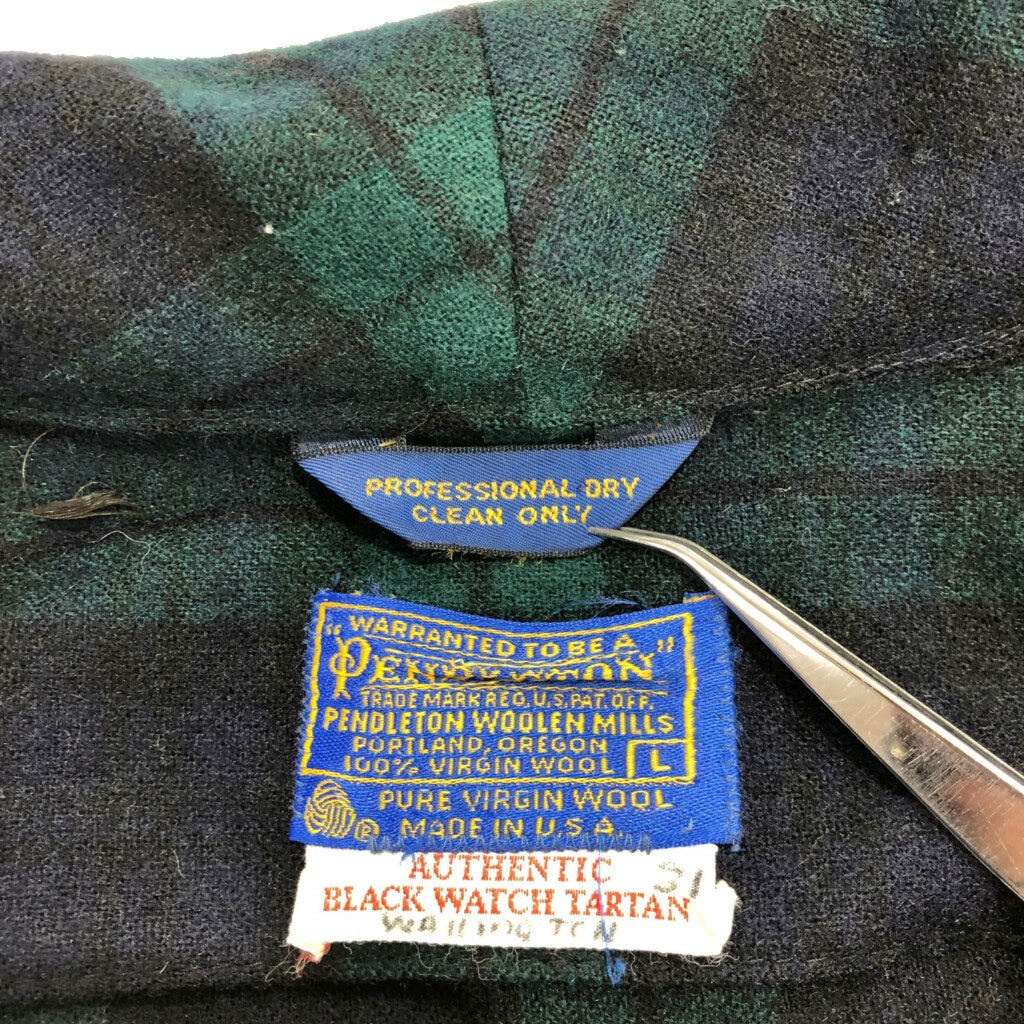 PROFESSIONAL DRY
CLEAN ONLY
"WARRANTED TO BE A
PENDLETON"
TRADE MARK REG. U.S. PAT. OFF.
PENDLETON WOOLEN MILLS
PORTLAND, OREGON
100% VIRGIN WOOL L
PURE VIRGIN WOOL
® MADE IN U.S.A.
AUTHENTIC
BLACK WATCH TARTAN